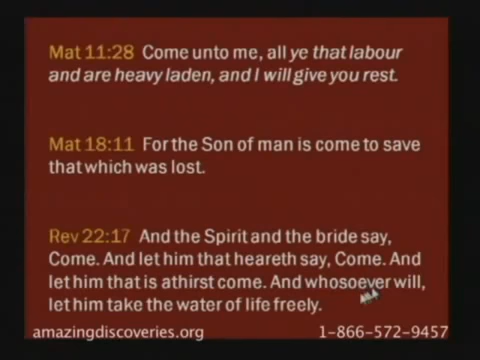 Mat 11:28 Come unto me, all ye that labour
and are heavy laden, and I will give you rest.
Mat 18:11 For the Son of man is come to save
that which was lost.
Rev 22:17 And the Spirit and the bride say,
Come. And let him that heareth say, Come. And
let him that is athirst come. And whosoever will,
let him take the water of life freely.
amazingdiscoveries.org 1-866-572-9457